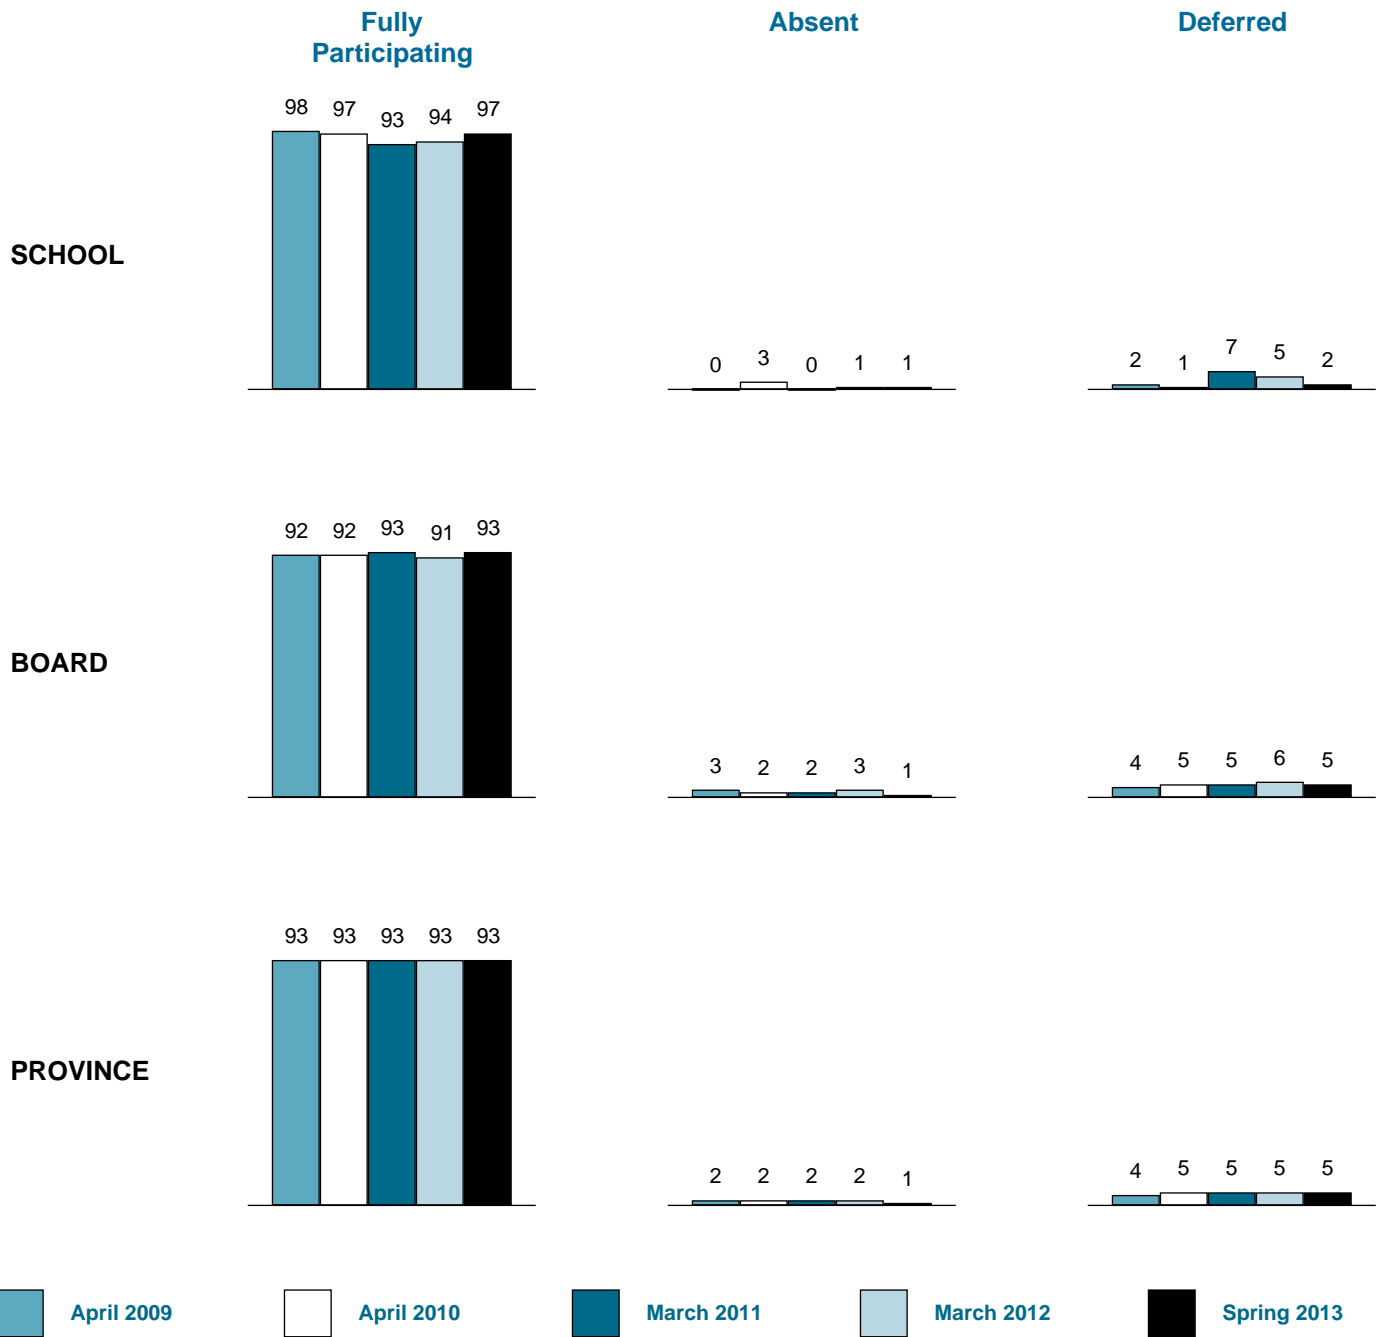 Fully
Participating
Absent
Deferred
98 97 93 94 97
0 3 0 1 1
2 1 7 5 2
SCHOOL
92 92 93 91 93
3 2 2 3 1
4 5 5 6 5
BOARD
93 93 93 93 93
2 2 2 2 1
4 5 5 5 5
PROVINCE
April 2009
April 2010
March 2011
March 2012
Spring 2013